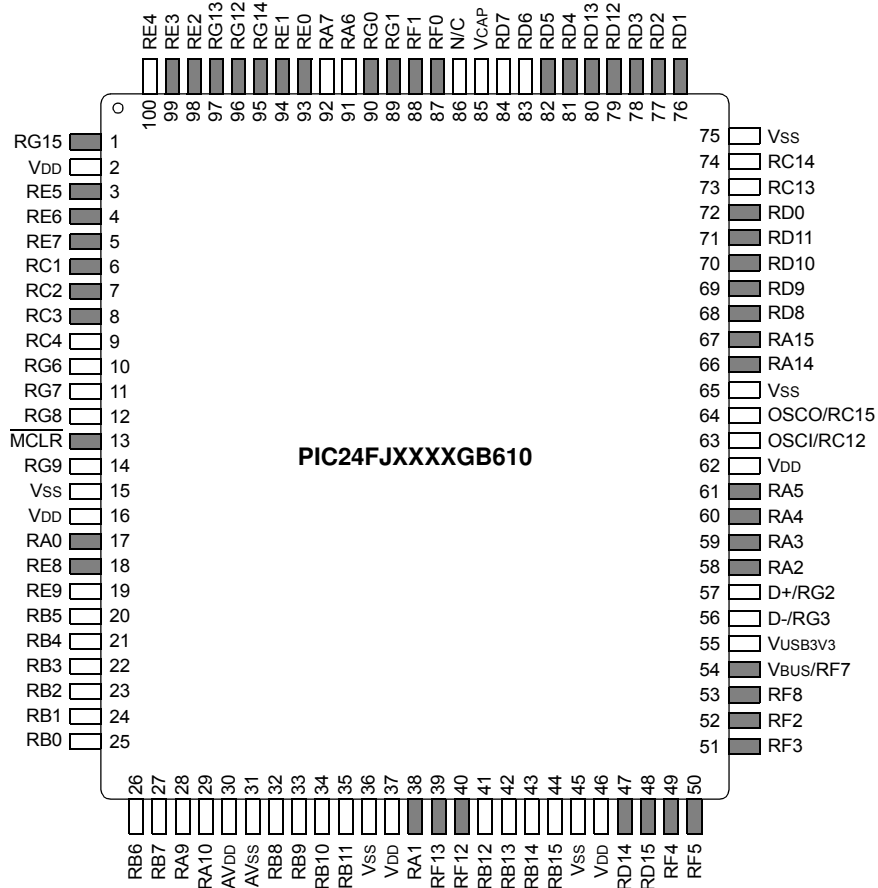 RE4
RE3
RE2
RG13
RG12
RG14
RE1
RE0
RA7
RA6
RG0
RG1
RF1
RF0
N/C
VCAP
RD7
RD6
RD5
RD4
RD13
RD12
RD3
RD2
RD1
100
99
98
97
96
95
94
93
92
91
90
89
88
87
86
85
84
83
82
81
80
79
78
77
76
RG15 1
VDD 2
RE5 3
RE6 4
RE7 5
RC1 6
RC2 7
RC3 8
RC4 9
RG6 10
RG7 11
RG8 12
MCLR 13
RG9 14
VSS 15
VDD 16
RA0 17
RE8 18
RE9 19
RB5 20
RB4 21
RB3 22
RB2 23
RB1 24
RB0 25
PIC24FJXXXXGB610
75 VSS
74 RC14
73 RC13
72 RD0
71 RD11
70 RD10
69 RD9
68 RD8
67 RA15
66 RA14
65 VSS
64 OSCO/RC15
63 OSCI/RC12
62 VDD
61 RA5
60 RA4
59 RA3
58 RA2
57 D+/RG2
56 D-/RG3
55 VUSB3V3
54 VBUS/RF7
53 RF8
52 RF2
51 RF3
26
27
28
29
30
31
32
33
34
35
36
37
38
39
40
41
42
43
44
45
46
47
48
49
50
RB6
RB7
RA9
RA10
AVDD
AVSS
RB8
RB9
RB10
RB11
VSS
VDD
RA1
RF13
RF12
RB12
RB13
RB14
RB15
VSS
VDD
RD14
RD15
RF4
RF5